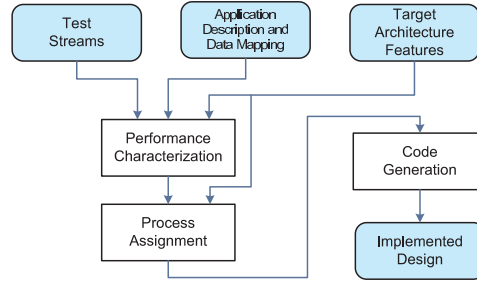 Test
Streams
Application
Description and
Data Mapping
Target
Architecture
Features
Performance
Characterization
Code
Generation
Process
Assignment
Implemented
Design